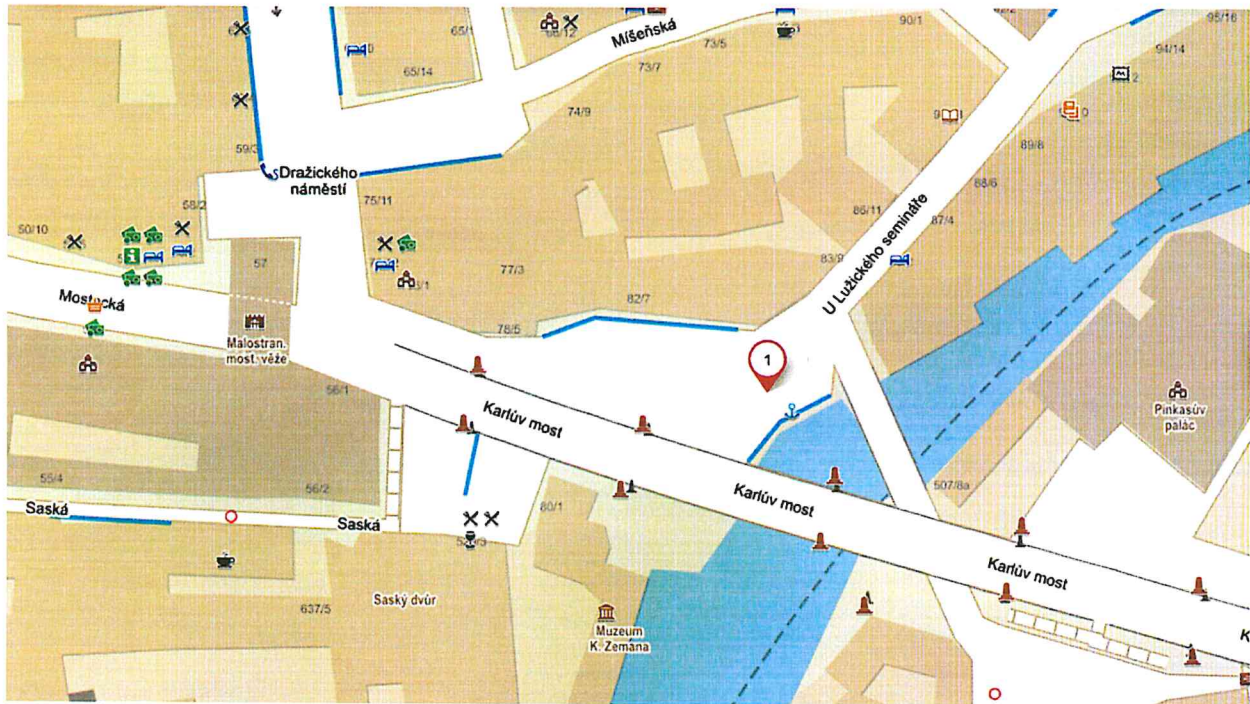 65/1
68/12
Míšeňská
73/5
90/1
95/16
94/14
65/14
73/7
74/9
89/8
59/3
Dražického
náměstí
88/6
58/2
75/11
86/11
87/4
50/10
U Lužického semináře
57
77/3
83/9
Mostecká
82/7
78/5
Malostran.
most. věže
1
56/1
Karlův most
Pinkasův
palác
55/4
56/2
Karlův most
507/8a
80/1
Saská
Saská
Karlův most
Saský dvůr
637/5
Muzeum
K. Zemana
K